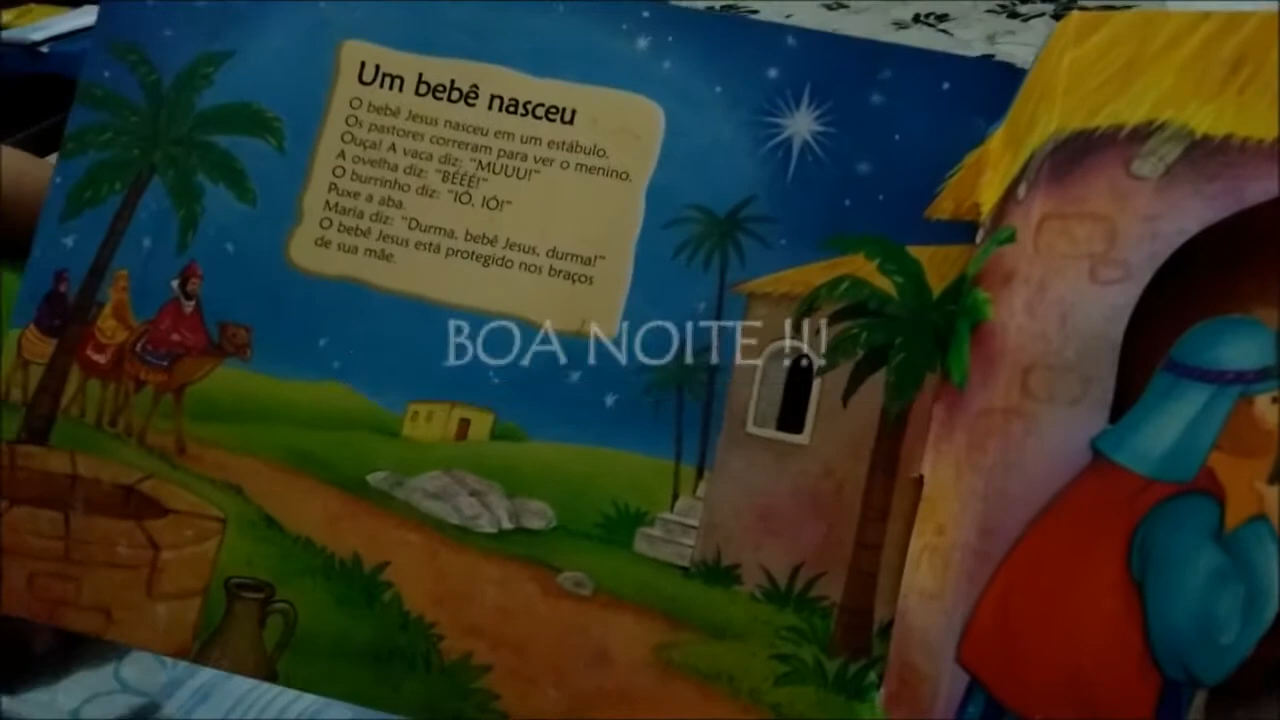 Um bebê nasceu
O bebê Jesus nasceu em um estábulo.
Os pastores correram para ver o menino.
Ouça! A vaca diz: "MUUU!"
A ovelha diz: "BÉÉÉ!"
O burrinho diz: "IÓ, IÓ!"
Puxe a aba.
Maria diz: "Durma, bebê Jesus, durma!"
O bebê Jesus está protegido nos braços
de sua mãe.
BOA NOITE !!!